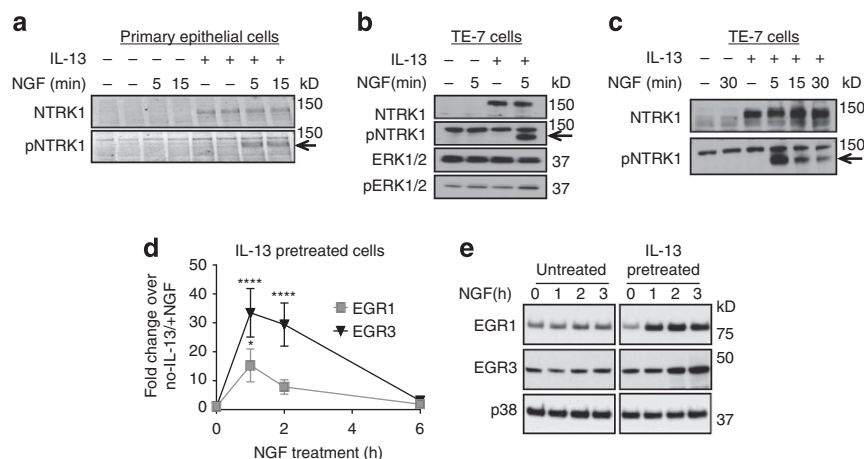 a
Primary epithelial cells
IL-13 – – – – + + + +
NGF (min) – – 5 15 – – 5 15 kD
NTRK1 150
pNTRK1 150
b
TE-7 cells
IL-13 – – + +
NGF(min) – 5 – 5 kD
NTRK1 150
pNTRK1 150
ERK1/2 37
pERK1/2 37
c
TE-7 cells
IL-13 – – + + + +
NGF (min) – 30 – 5 15 30 kD
NTRK1 150
pNTRK1 150
d
IL-13 pretreated cells
Fold change over
no-IL-13/+NGF
50
40
30
20
10
0
****
****
*
EGR1
EGR3
0 2 4 6
NGF treatment (h)
e
Untreated
IL-13
pretreated
NGF(h) 0 1 2 3 0 1 2 3 kD
EGR1 75
EGR3 50
p38 37